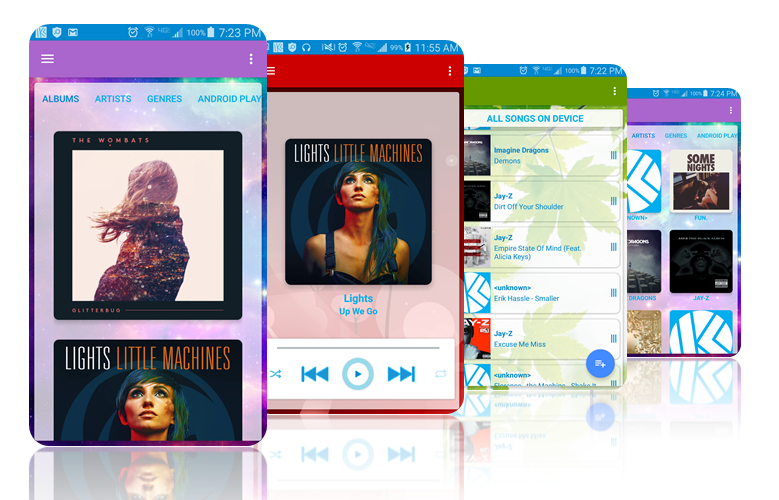 100% 7:23 PM
ALBUMS ARTISTS GENRES ANDROID PLAY
THE WOMBATS
GLITTERBUG
LIGHTS LITTLE MACHINES
99% 11:55 AM
LIGHTS LITTLE MACHINES
Lights
Up We Go
100% 7:22 PM
ALL SONGS ON DEVICE
Imagine Dragons
Demons
Jay-Z
Dirt Off Your Shoulder
Jay-Z
Empire State Of Mind (Feat.
Alicia Keys)
<unknown>
Erik Hassle - Smaller
JAY-Z
Jay-Z
Excuse Me Miss
<unknown>
Florence - the Machine - Shake It
100% 7:24 PM
ARTISTS GENRES ANDROID PLAY
SOME
NIGHTS
NOWN>
FUN.
DRAGONS
JAY-Z